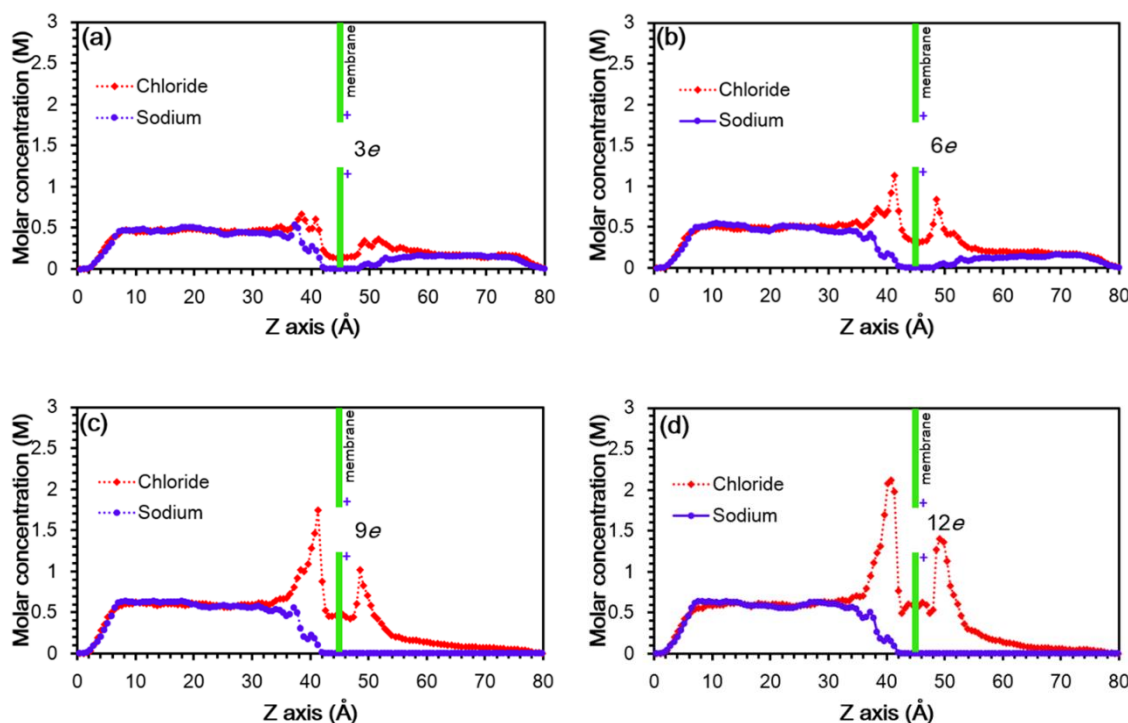 (a)
Molar concentration (M)
3
2.5
2
1.5
1
0.5
0
Chloride
Sodium
membrane
+
3e
+
0 10 20 30 40 50 60 70 80
Z axis (Å)
(b)
Molar concentration (M)
3
2.5
2
1.5
1
0.5
0
Chloride
Sodium
membrane
+
6e
+
0 10 20 30 40 50 60 70 80
Z axis (Å)
(c)
Molar concentration (M)
3
2.5
2
1.5
1
0.5
0
Chloride
Sodium
membrane
+
9e
+
0 10 20 30 40 50 60 70 80
Z axis (Å)
(d)
Molar concentration (M)
3
2.5
2
1.5
1
0.5
0
Chloride
Sodium
membrane
+
12e
+
0 10 20 30 40 50 60 70 80
Z axis (Å)